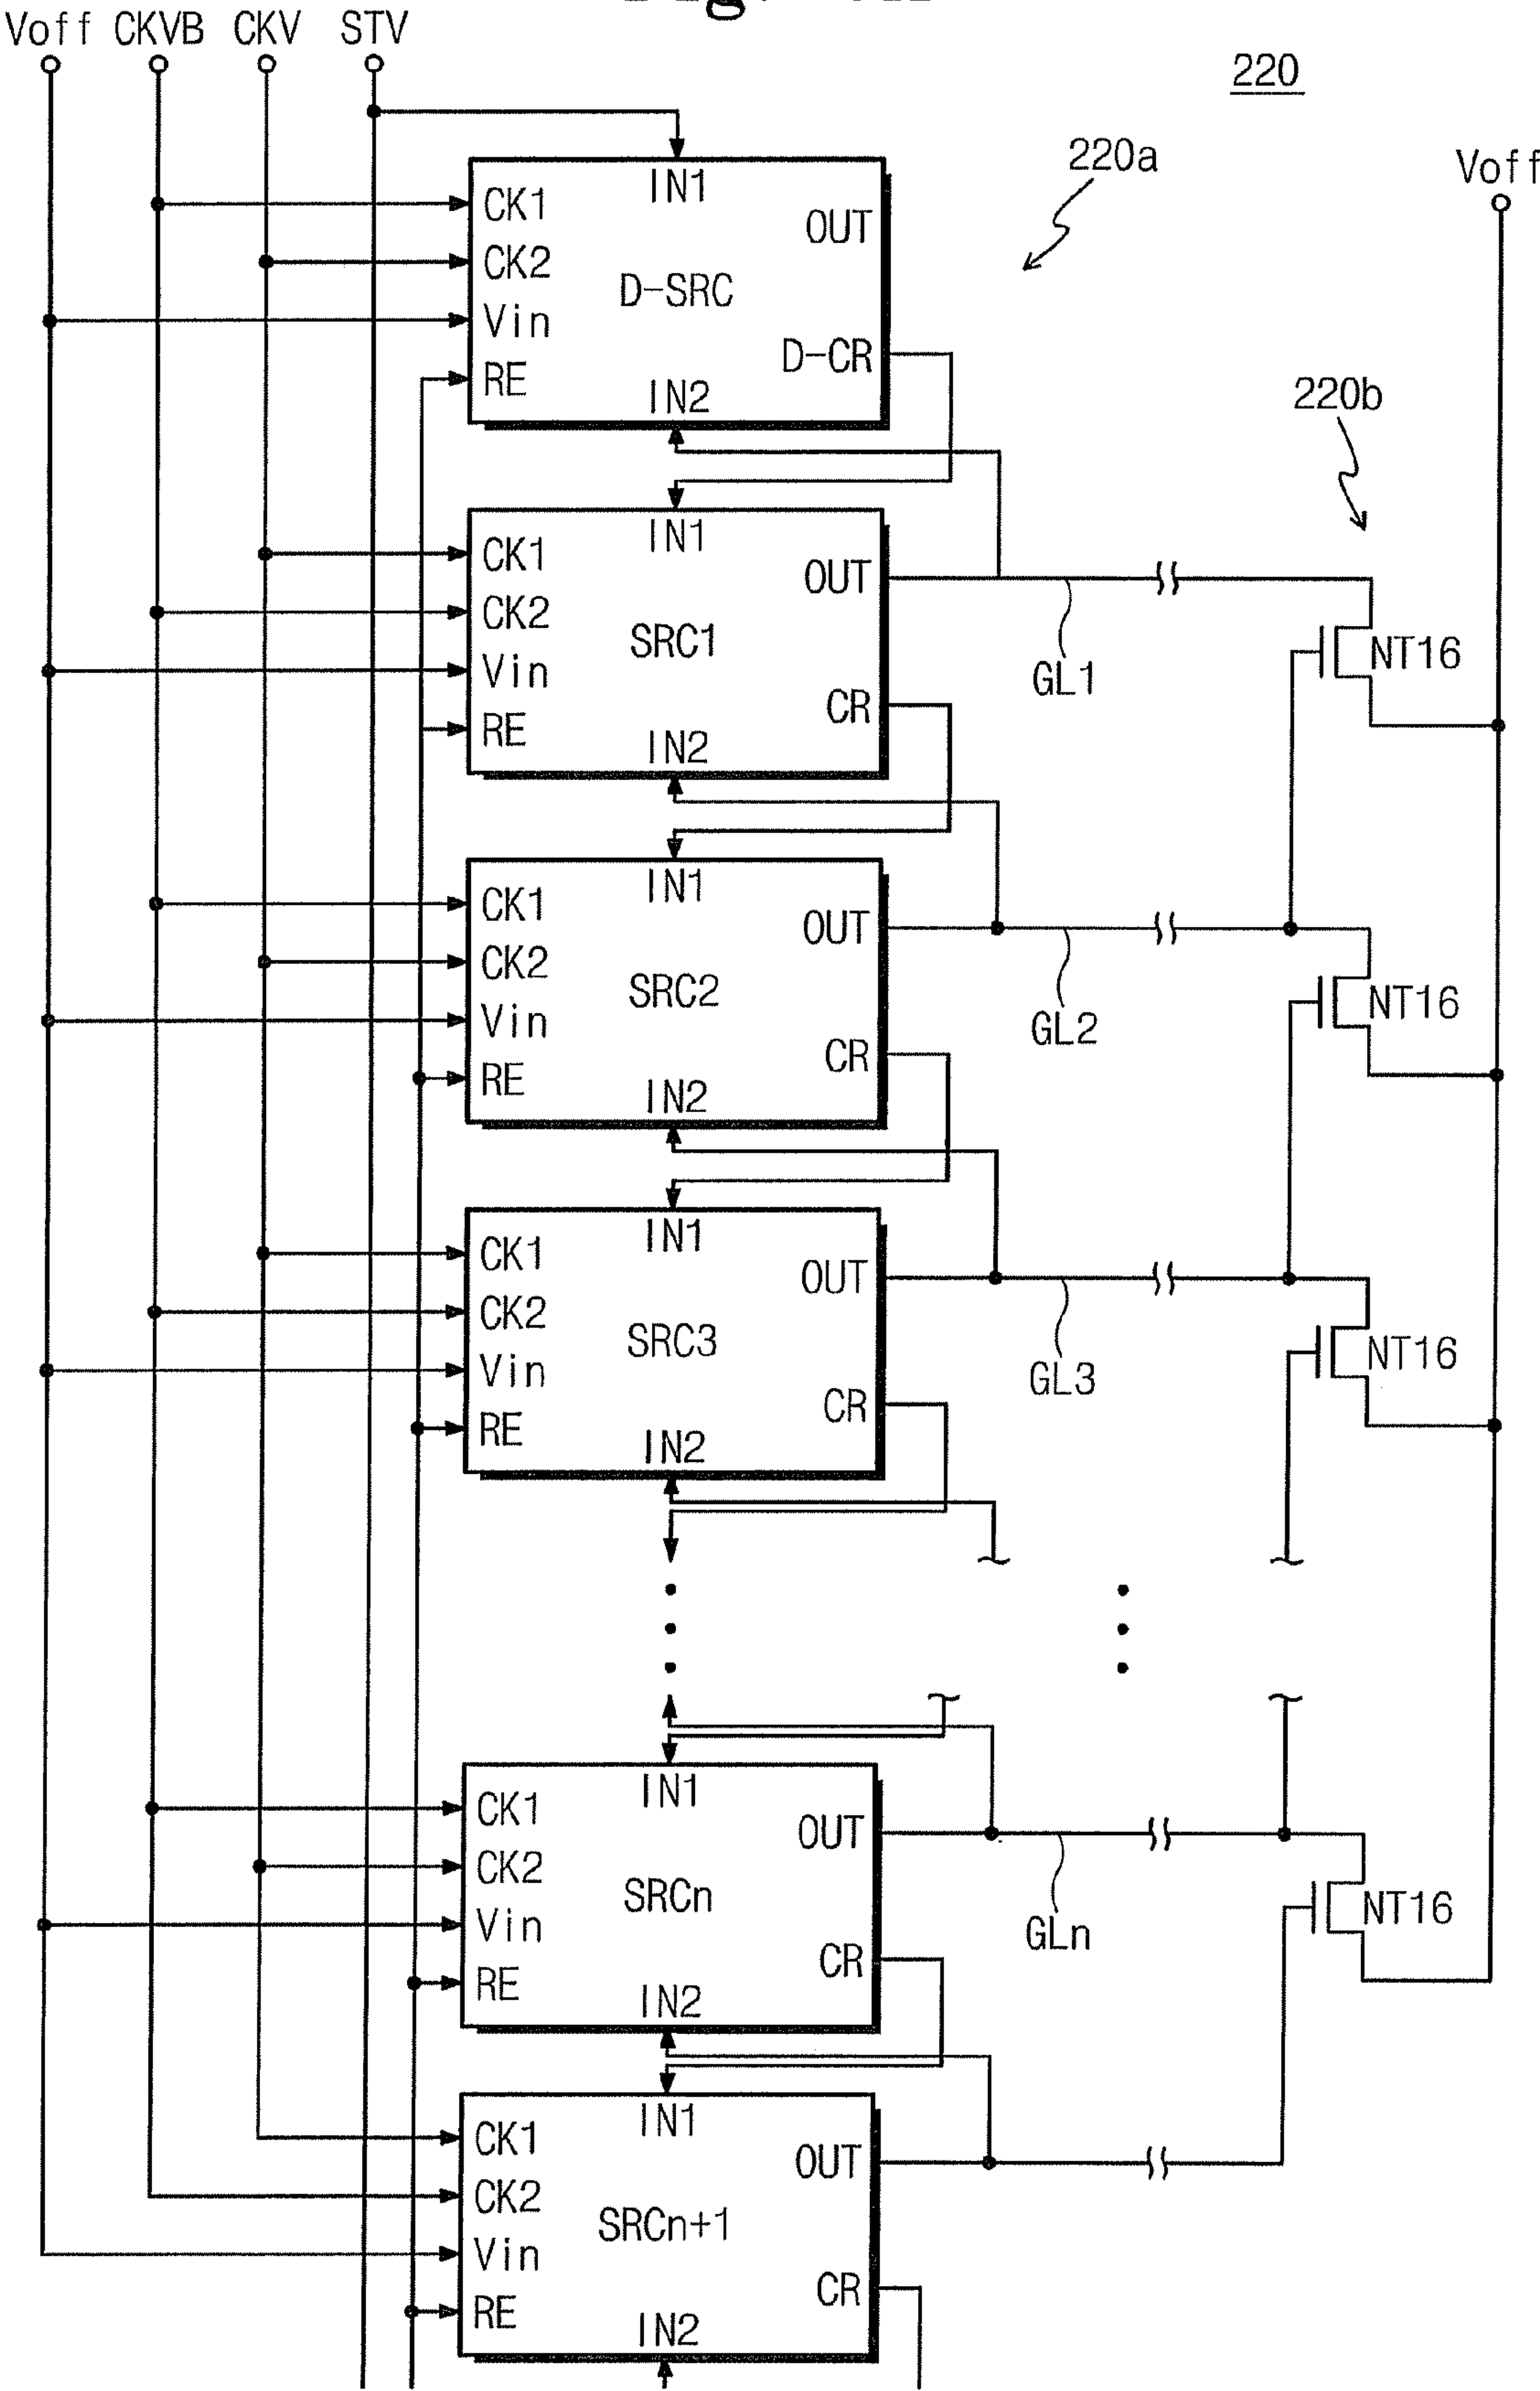 Voff CKVB CKV STV
220
220a
Voff
IN1
CK1
OUT
CK2
D-SRC
Vin
D-CR
RE
IN2
220b
IN1
CK1
OUT
CK2
SRC1
NT16
Vin
GL1
CR
RE
IN2
IN1
CK1
OUT
CK2
SRC2
NT16
Vin
GL2
CR
RE
IN2
IN1
CK1
OUT
CK2
SRC3
NT16
Vin
GL3
CR
RE
IN2
IN1
CK1
OUT
CK2
SRCn
NT16
Vin
GLn
CR
RE
IN2
IN1
CK1
OUT
CK2
SRCn+1
Vin
CR
RE
IN2